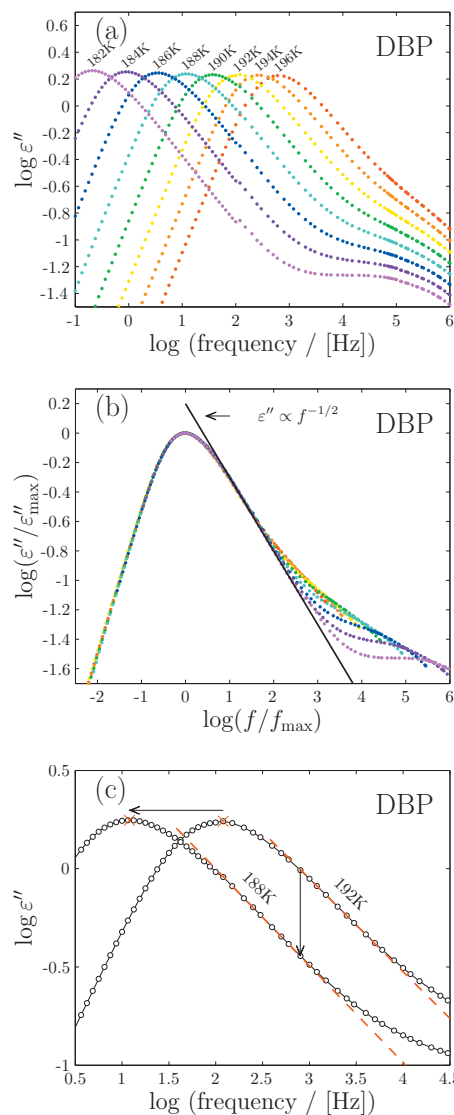 (a)
DBP
182K
184K
186K
188K
190K
192K
194K
196K
0.6
0.4
0.2
0
-0.2
-0.4
-0.6
-0.8
-1
-1.2
-1.4
log ε″
-1 0 1 2 3 4 5 6
log (frequency / [Hz])
(b)
ε″ ∝ f^{-1/2}
DBP
0.2
0
-0.2
-0.4
-0.6
-0.8
-1
-1.2
-1.4
-1.6
log(ε″/ε″max)
-2 -1 0 1 2 3 4 5 6
log(f/fmax)
(c)
DBP
188K
192K
0.5
0
-0.5
-1
log ε″
0.5 1 1.5 2 2.5 3 3.5 4 4.5
log (frequency / [Hz])